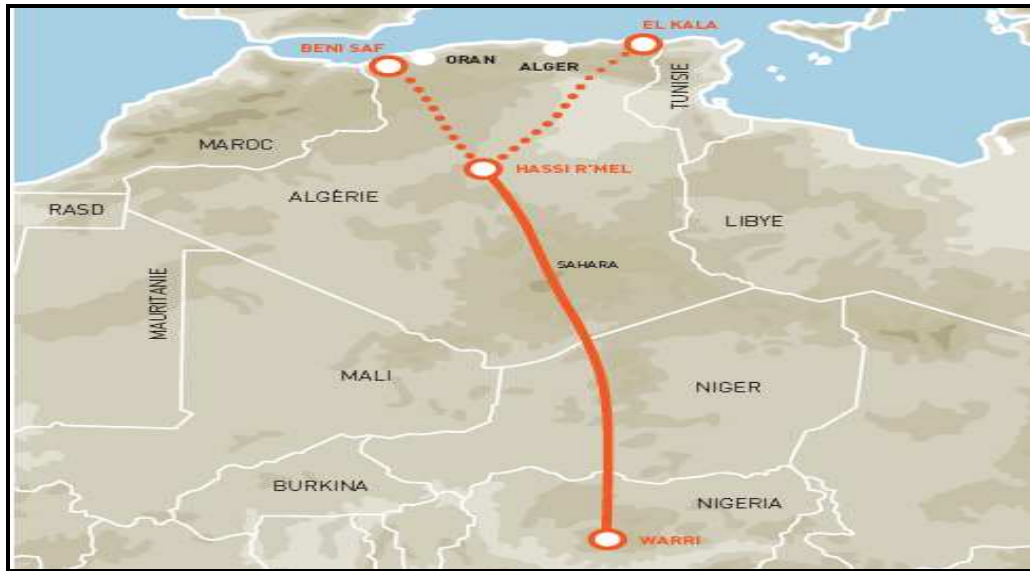 EL KALA
BENI SAF
ORAN
ALGER
TUNISIE
MAROC
HASSI R'MEL
ALGÉRIE
RASD
LIBYE
SAHARA
MAURITANIE
MALI
NIGER
BURKINA
NIGERIA
WARRI